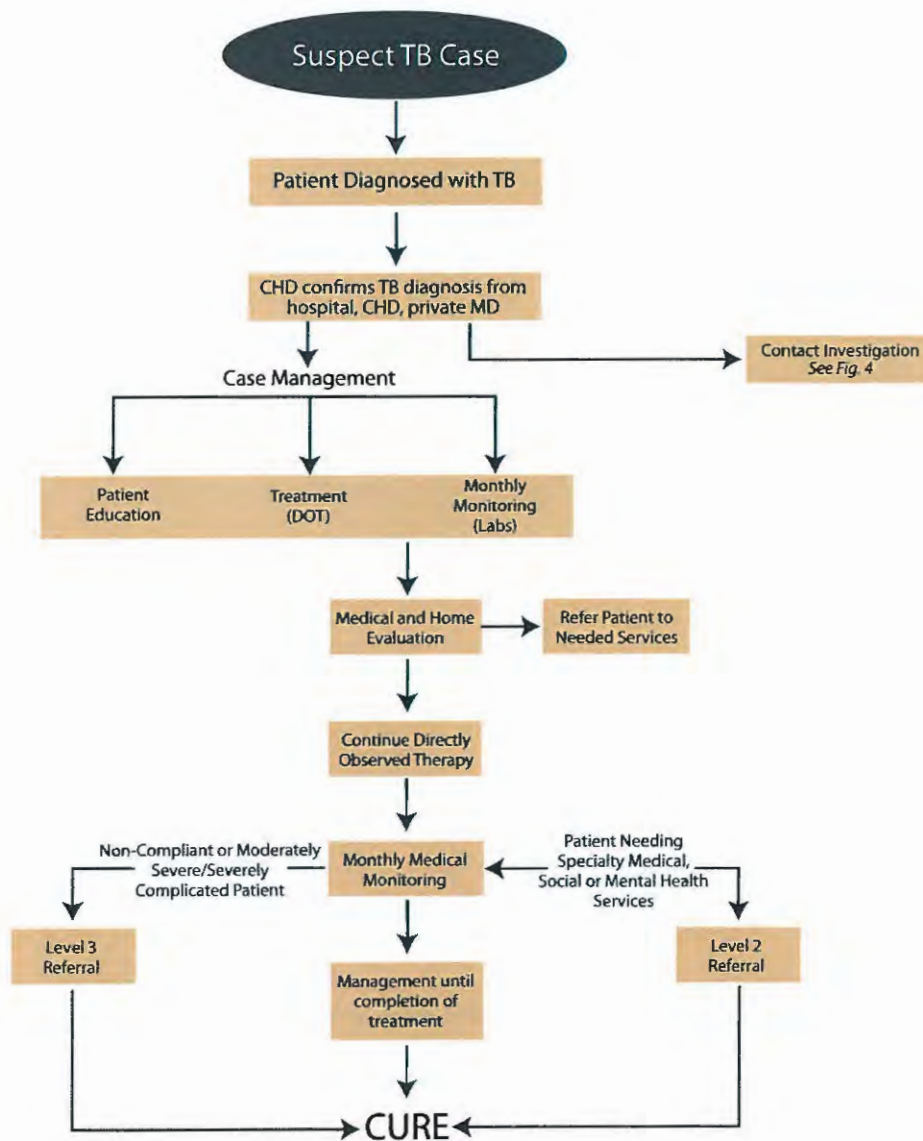 Suspect TB Case
Patient Diagnosed with TB
CHD confirms TB diagnosis from
hospital, CHD, private MD
Contact Investigation
See Fig. 4
Case Management
Patient
Education
Treatment
(DOT)
Monthly
Monitoring
(Labs)
Medical and Home
Evaluation
Refer Patient to
Needed Services
Continue Directly
Observed Therapy
Non-Compliant or Moderately
Severe/Severely
Complicated Patient
Monthly Medical
Monitoring
Patient Needing
Specialty Medical,
Social or Mental Health
Services
Level 3
Referral
Level 2
Referral
Management until
completion of
treatment
CURE